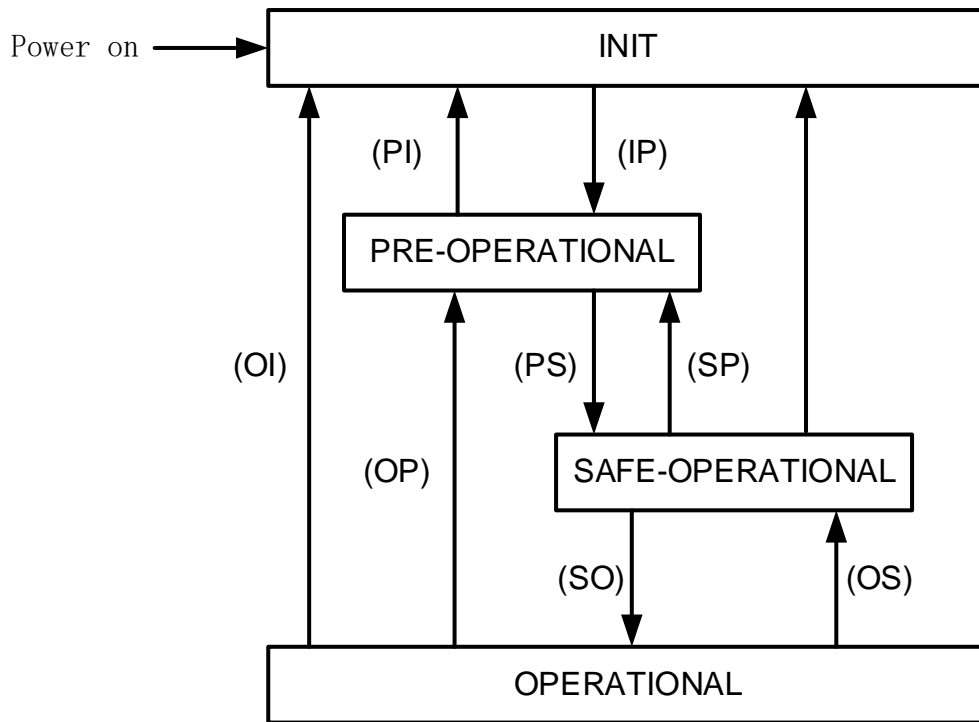 INIT
Power on
(PI)
(IP)
PRE-OPERATIONAL
(OI)
(PS)
(SP)
(OP)
SAFE-OPERATIONAL
(SO)
(OS)
OPERATIONAL